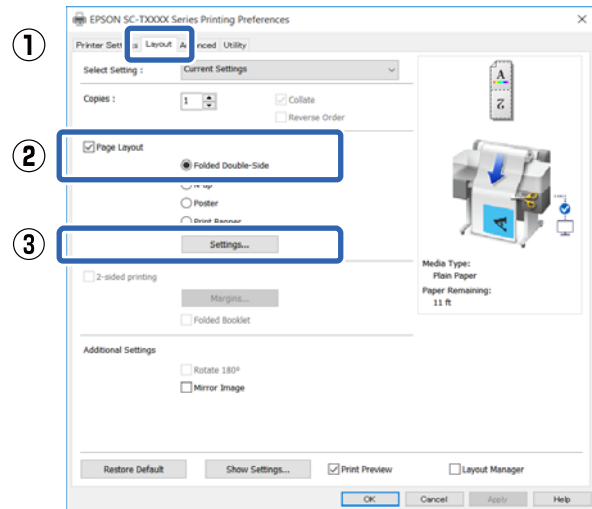 EPSON SC-TXXXX Series Printing Preferences
①
Layout Utility
Select Setting : Current Settings
Copies : 1 Collate
Reverse Order
②
Page Layout
Folded Double-Side
Poster
③
Settings...
2-sided printing
Margins...
Folded Booklet
Additional Settings
Rotate 180°
Mirror Image
A
2
A
Media Type:
Plain Paper
Paper Remaining:
11 ft
Restore Default Show Settings... Print Preview Layout Manager
OK Cancel Apply Help